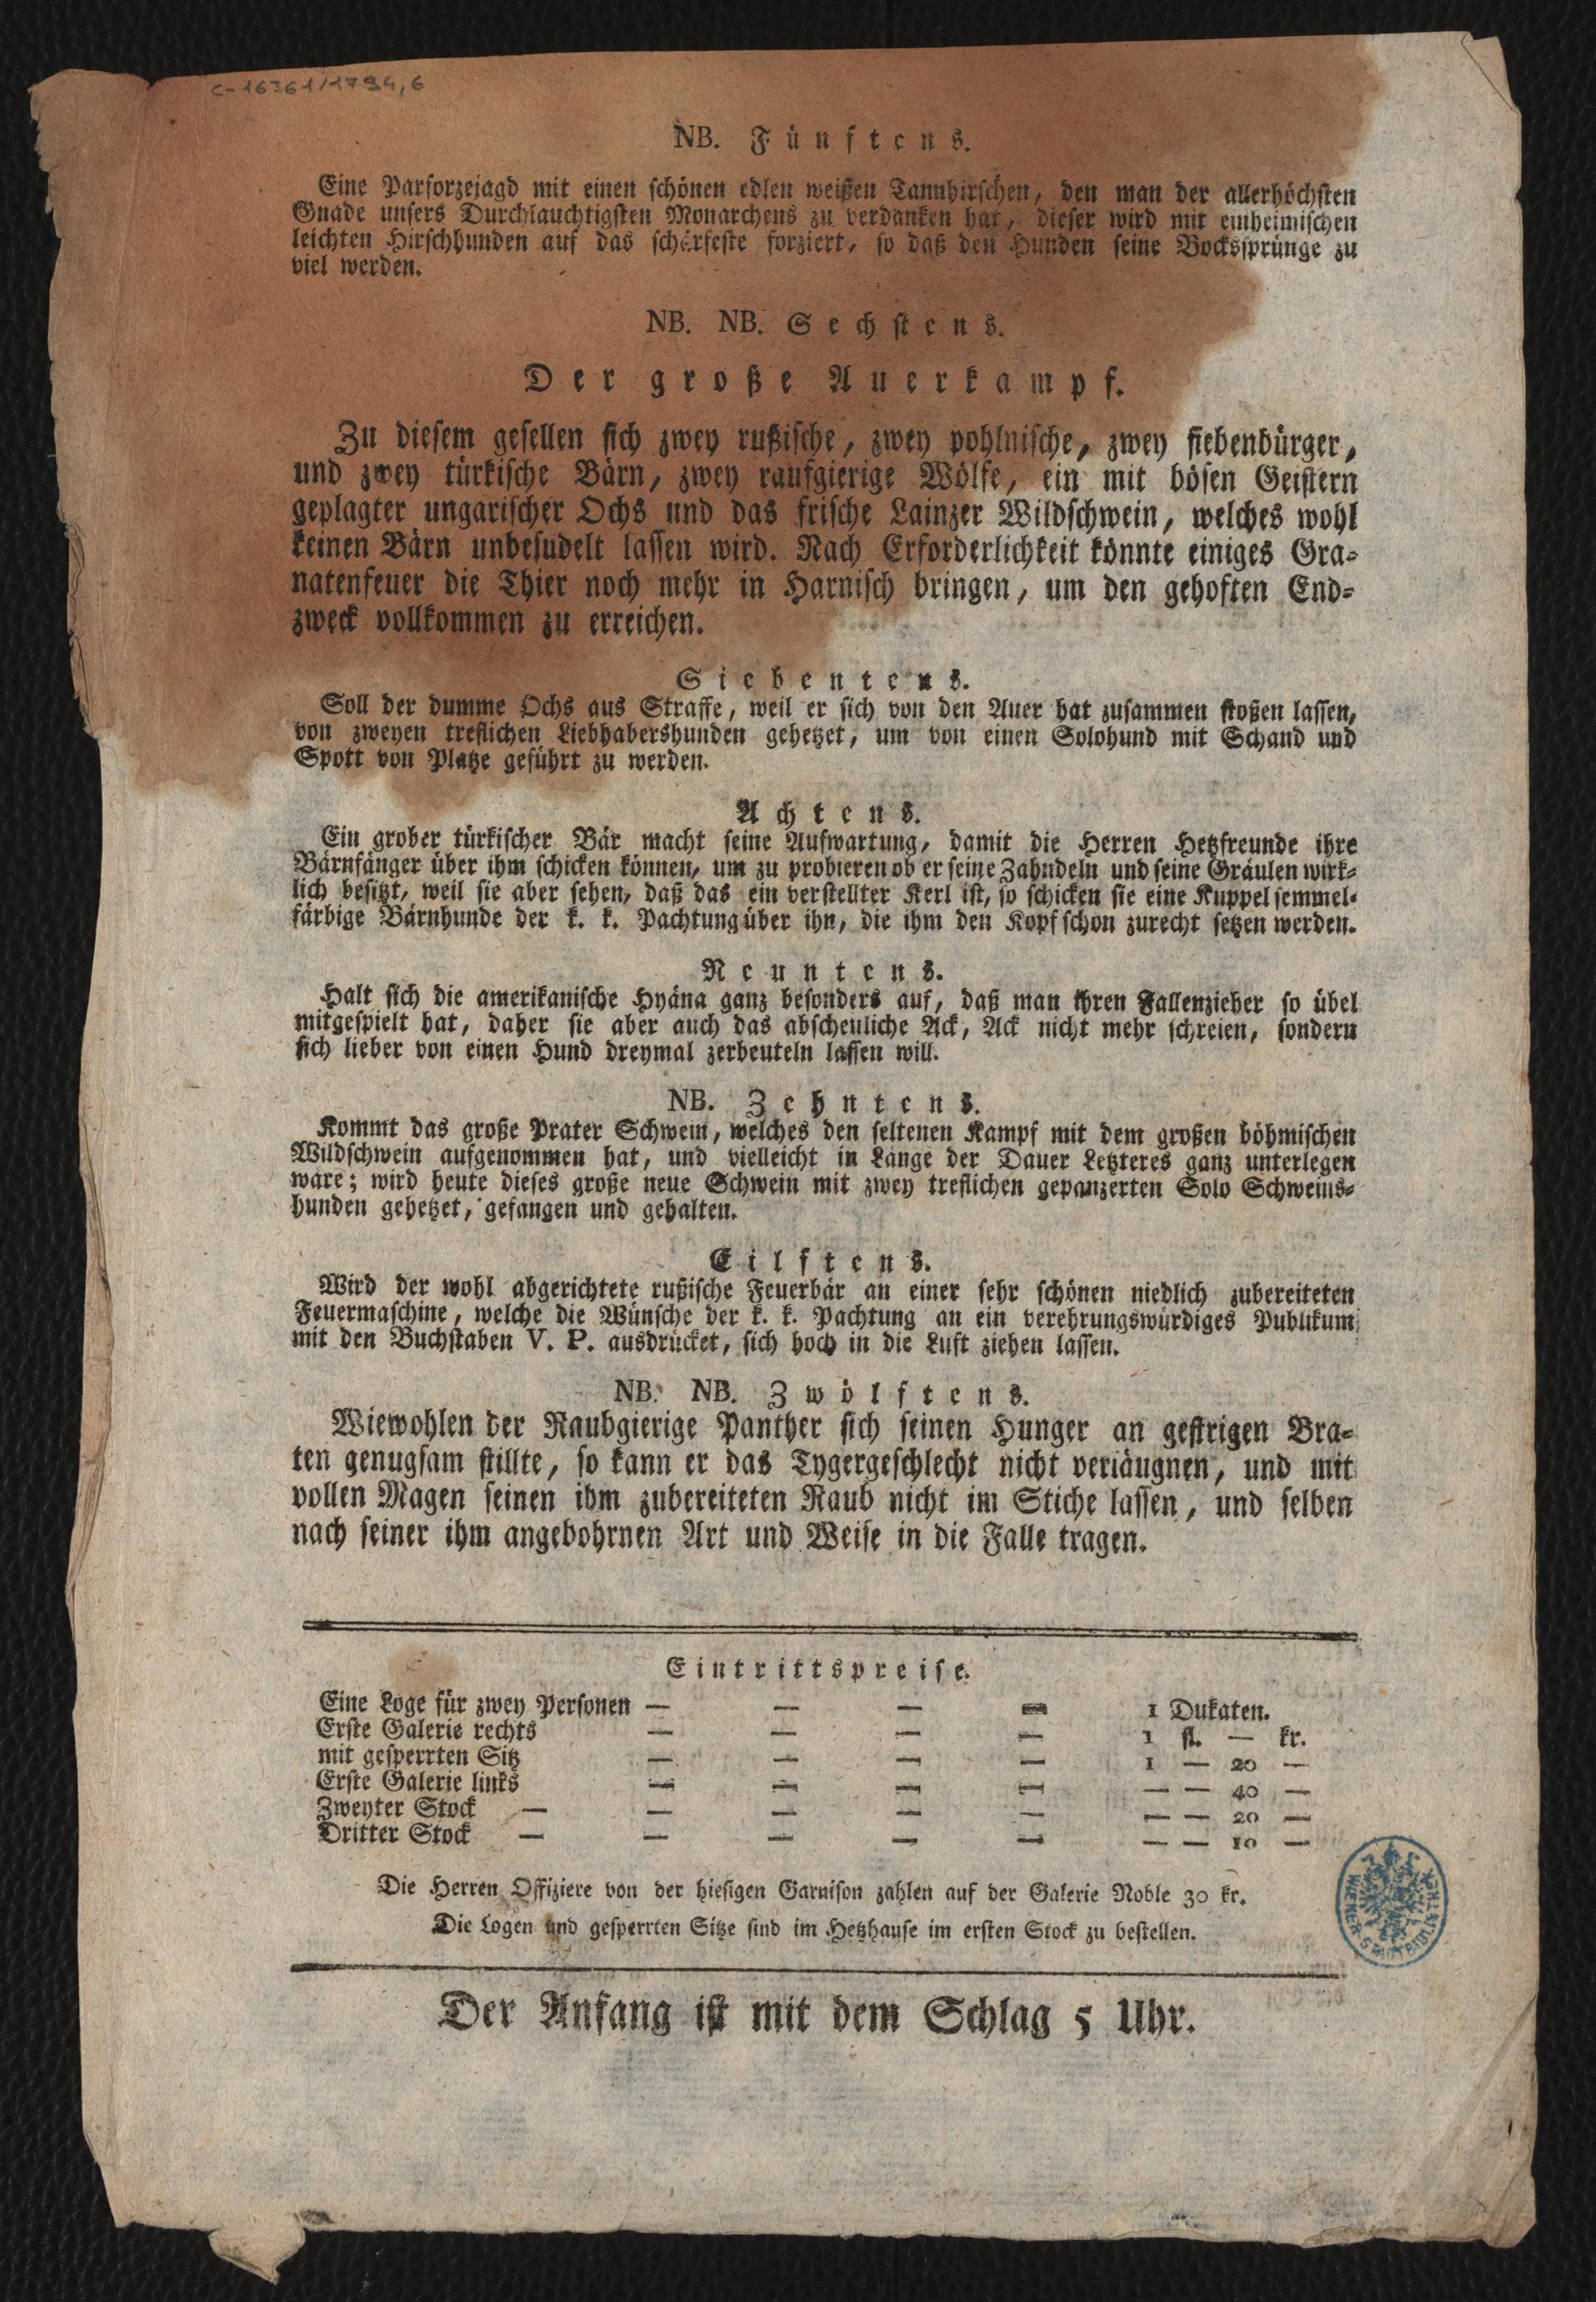 C-16361/1794,6
NB. Fünftens.
Eine Parforzejagd mit einen schönen edlen weißen Tannhirschen, den man der allerhöchsten
Gnade unsers Durchlauchtigsten Monarchens zu verdanken hat, dieser wird mit einheimischen
leichten Hirschhunden auf das schärfeste forziert, so daß den Hunden seine Bockssprünge zu
viel werden.
NB. NB. Sechstens.
Der große Auerkampf.
Zu diesem gesellen sich zwey rußische, zwey pohlnische, zwey siebenbürger,
und zwey türkische Bärn, zwey raufgierige Wölfe, ein mit bösen Geistern
geplagter ungarischer Ochs und das frische Lainzer Wildschwein, welches wohl
keinen Bärn unbesudelt lassen wird. Nach Erforderlichkeit könnte einiges Gra-
natenfeuer die Thier noch mehr in Harnisch bringen, um den gehoften End-
zweck vollkommen zu erreichen.
Siebentens.
Soll der dumme Ochs aus Straffe, weil er sich von den Auer hat zusammen stoßen lassen,
von zweyen treflichen Liebhabershunden gehetzet, um von einen Solohund mit Schand und
Spott von Platze geführt zu werden.
Achtens.
Ein grober türkischer Bär macht seine Aufwartung, damit die Herren Hetzfreunde ihre
Bärnfänger über ihm schicken können, um zu probieren ob er seine Zahndeln und seine Gräulen wirk-
lich besitzt, weil sie aber sehen, daß das ein verstellter Kerl ist, so schicken sie eine Kuppel semmel-
färbige Bärnhunde der k. k. Pachtung über ihn, die ihm den Kopf schon zurecht setzen werden.
Neuntens.
Halt sich die amerikanische Hyäna ganz besonders auf, daß man ihren Fallenzieher so übel
mitgespielt hat, daher sie aber auch das abscheuliche Ack, Ack nicht mehr schreien, sondern
sich lieber von einen Hund dreymal zerbeuteln lassen will.
NB. Zehntens.
Kommt das große Prater Schwein, welches den seltenen Kampf mit dem großen böhmischen
Wildschwein aufgenommen hat, und vielleicht in Länge der Dauer Letzteres ganz unterlegen
wäre; wird heute dieses große neue Schwein mit zwey treflichen gepanzerten Solo Schweins-
hunden gehetzet, gefangen und gehalten.
Eilftens.
Wird der wohl abgerichtete rußische Feuerbär an einer sehr schönen niedlich zubereiteten
Feuermaschine, welche die Wünsche der k. k. Pachtung an ein verehrungswürdiges Publikum
mit den Buchstaben V. P. ausdrücket, sich hoch in die Luft ziehen lassen.
NB. NB. Zwölftens.
Wiewohlen der Raubgierige Panther sich seinen Hunger an gestrigen Bra-
ten genugsam stillte, so kann er das Tygergeschlecht nicht verläugnen, und mit
vollen Magen seinen ihm zubereiteten Raub nicht im Stiche lassen, und selben
nach seiner ihm angebohrnen Art und Weise in die Falle tragen.
Eintrittspreise.
Eine Loge für zwey Personen — — — — 1 Dukaten.
Erste Galerie rechts — — — — 1 fl. — kr.
mit gesperrten Sitz — — — — 1 — 20 —
Erste Galerie links — — — — — — 40 —
Zweyter Stock — — — — — — — 20 —
Dritter Stock — — — — — — — 10 —
Die Herren Offiziere von der hiesigen Garnison zahlen auf der Galerie Noble 30 kr.
Die Logen und gesperrten Sitze sind im Hetzhause im ersten Stock zu bestellen.
Der Anfang ist mit dem Schlag 5 Uhr.
WIENER STADTBIBLIOTHEK